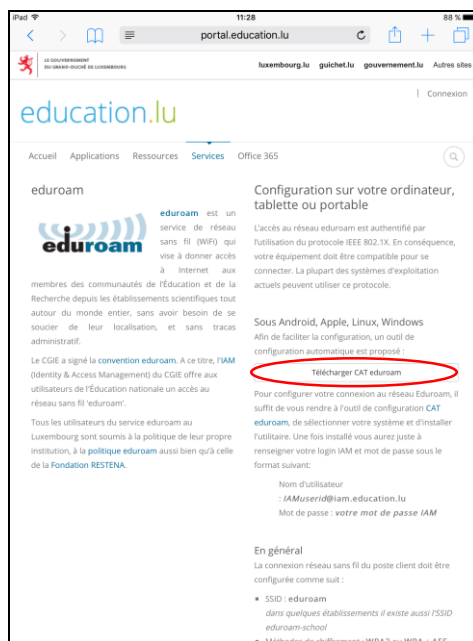 iPad 11:28 88 %
portal.education.lu
LE GOUVERNEMENT
DU GRAND-DUCHÉ DE LUXEMBOURG
luxembourg.lu guichet.lu gouvernement.lu Autres sites
Connexion
education.lu
Accueil Applications Ressources Services Office 365
eduroam
eduroam
eduroam est un
service de réseau
sans fil (WiFi) qui
vise à donner accès
à Internet aux
membres des communautés de l'Éducation et de la
Recherche depuis les établissements scientifiques tout
autour du monde entier, sans avoir besoin de se
soucier de leur localisation, et sans tracas
administratif.
Le CGIE a signé la convention eduroam. A ce titre, l'IAM
(Identity & Access Management) du CGIE offre aux
utilisateurs de l'Éducation nationale un accès au
réseau sans fil 'eduroam'.
Tous les utilisateurs du service eduroam au
Luxembourg sont soumis à la politique de leur propre
institution, à la politique eduroam aussi bien qu'à celle
de la Fondation RESTENA.
Configuration sur votre ordinateur,
tablette ou portable
L'accès au réseau eduroam est authentifié par
l'utilisation du protocole IEEE 802.1X. En conséquence,
votre équipement doit être compatible pour se
connecter. La plupart des systèmes d'exploitation
actuels peuvent utiliser ce protocole.
Sous Android, Apple, Linux, Windows
Afin de faciliter la configuration, un outil de
configuration automatique est proposé :
Télécharger CAT eduroam
Pour configurer votre connexion au réseau Eduroam, il
suffit de vous rendre à l'outil de configuration CAT
eduroam, de sélectionner votre système et d'installer
l'utilitaire. Une fois installé vous aurez juste à
renseigner votre login IAM et mot de passe sous le
format suivant:
Nom d'utilisateur
: IAMuserid@iam.education.lu
Mot de passe : votre mot de passe IAM
En général
La connexion réseau sans fil du poste client doit être
configurée comme suit :
SSID : eduroam
dans quelques établissements il existe aussi l'SSID
eduroam-school
Méthodes de chiffrement : WPA2 ou WPA + AES